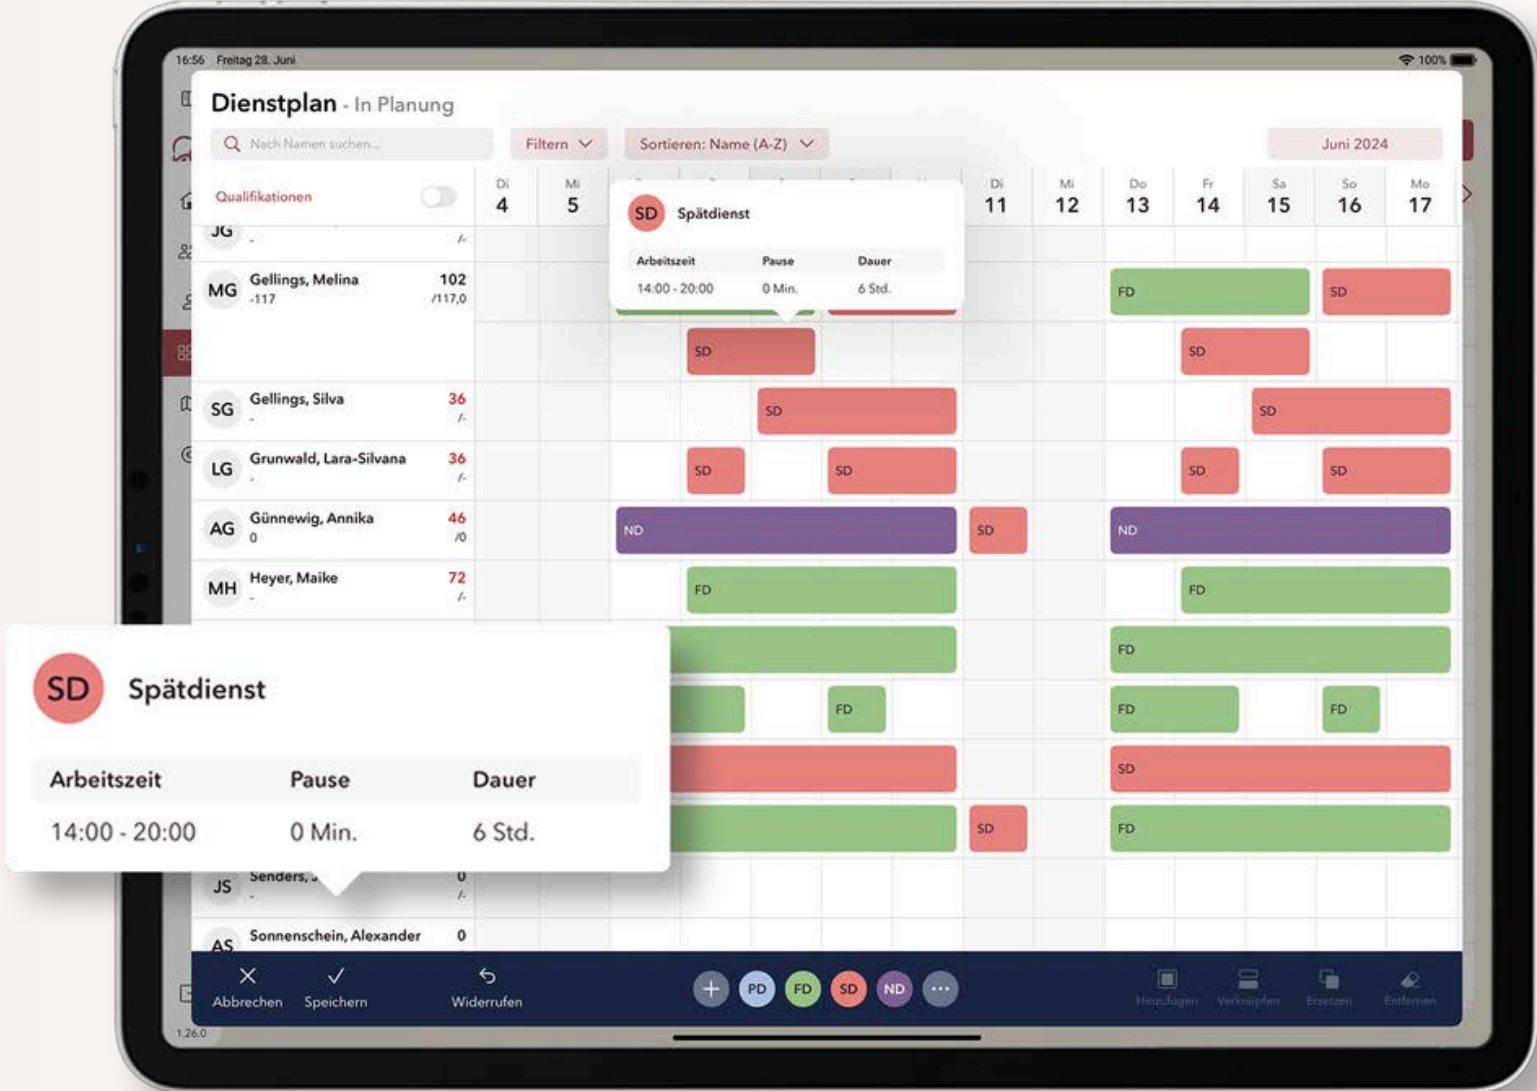 16:56 Freitag 28. Juni
100%
Dienstplan - In Planung
Nach Namen suchen...
Filtern
Sortieren: Name (A-Z)
Juni 2024
Qualifikationen
Di 4
Mi 5
Di 11
Mi 12
Do 13
Fr 14
Sa 15
So 16
Mo 17
SD Spätdienst
Arbeitszeit Pause Dauer
14:00 - 20:00 0 Min. 6 Std.
JG - /-
MG Gellings, Melina 102
-117 /117,0
FD SD
SD SD
SG Gellings, Silva 36
- /-
SD SD
LG Grunwald, Lara-Silvana 36
- /-
SD SD SD SD
AG Günnewig, Annika 46
0 /0
ND SD ND
MH Heyer, Maike 72
- /-
FD FD
FD
FD FD FD
SD
SD FD
SD Spätdienst
Arbeitszeit Pause Dauer
14:00 - 20:00 0 Min. 6 Std.
JS Senders, 0
- /-
AS Sonnenschein, Alexander 0
Abbrechen
Speichern
Widerrufen
+ PD FD SD ND ...
Hinzufügen
Verknüpfen
Ersetzen
Entfernen
1.26.0